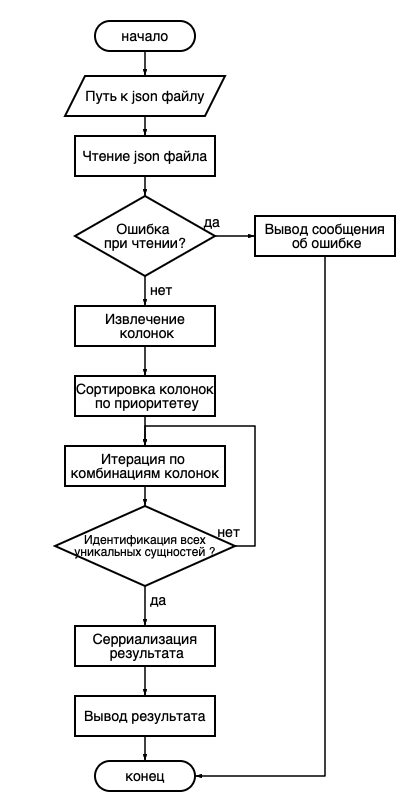 начало
Путь к json файлу
Чтение json файла
Ошибка
при чтении?
да
Вывод сообщения
об ошибке
нет
Извлечение
колонок
Сортировка колонок
по приоритетеу
Итерация по
комбинациям колонок
нет
Идентификация всех
уникальных сущностей ?
да
Серриализация
результата
Вывод результата
конец